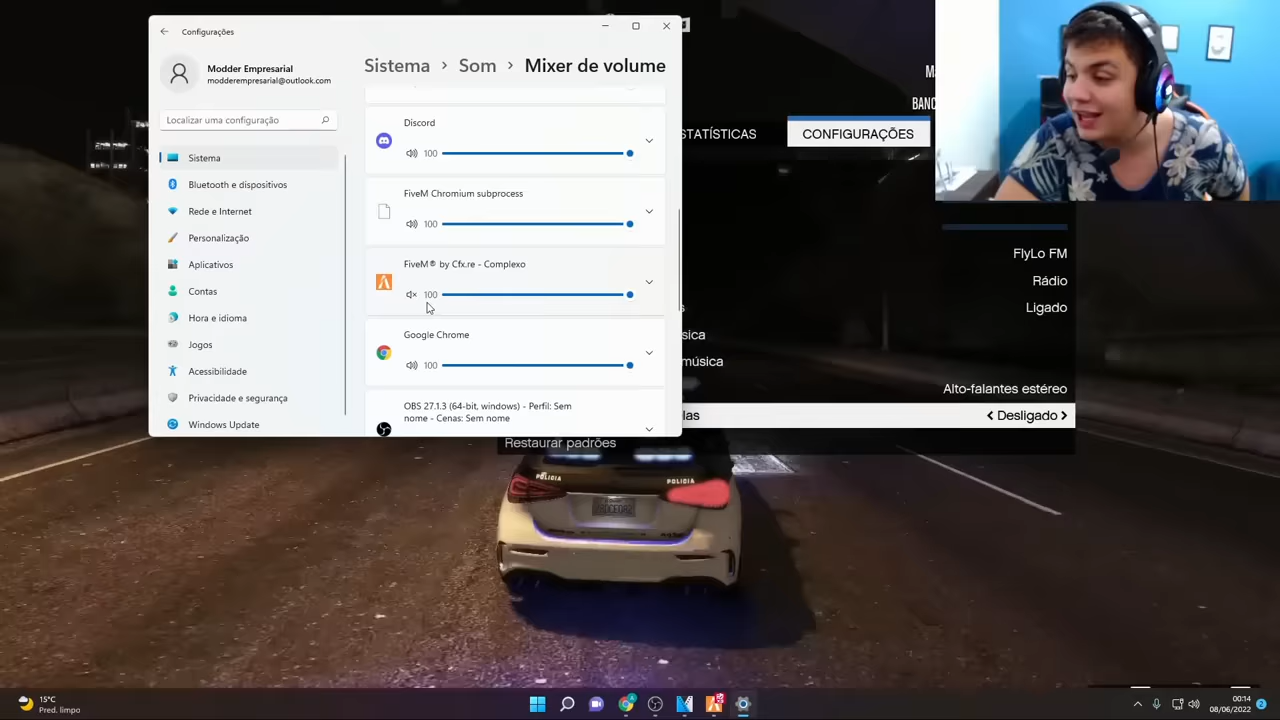 Configurações
Modder Empresarial
modderempresarial@outlook.com
Localizar uma configuração
Sistema
Bluetooth e dispositivos
Rede e Internet
Personalização
Aplicativos
Contas
Hora e idioma
Jogos
Acessibilidade
Privacidade e segurança
Windows Update
Sistema > Som > Mixer de volume
Discord
100
FiveM Chromium subprocess
100
FiveM® by Cfx.re - Complexo
100
Google Chrome
100
OBS 27.1.3 (64-bit, windows) - Perfil: Sem
nome - Cenas: Sem nome
BANC
STATÍSTICAS
CONFIGURAÇÕES
FlyLo FM
Rádio
Ligado
música
Alto-falantes estéreo
< Desligado >
Restaurar padrões
POLICIA
POLICIA
15°C
Pred. limpo
00:14
08/06/2022
2